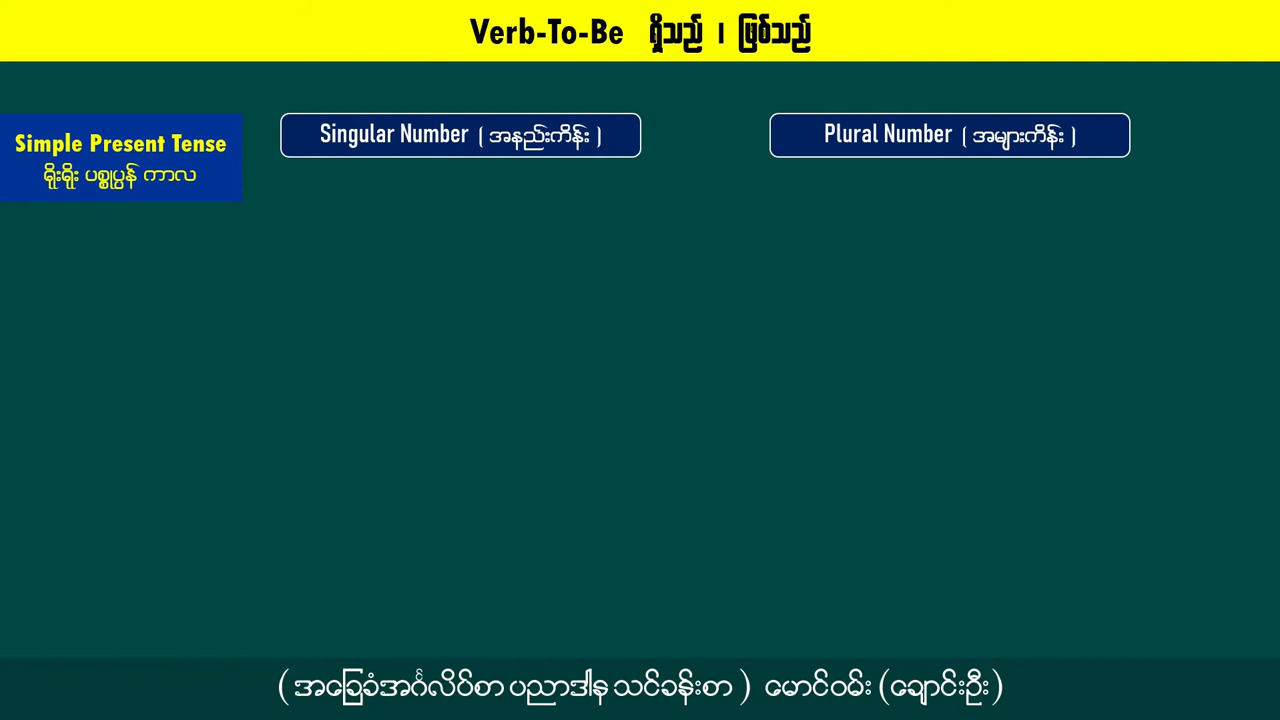 Verb-To-Be ရှိသည် ၊ ဖြစ်သည်
Simple Present Tense
ရိုးရိုး ပစ္စုပ္ပန် ကာလ
Singular Number ( အနည်းကိန်း )
Plural Number ( အများကိန်း )
( အခြေခံအင်္ဂလိပ်စာ ပညာဒါန သင်ခန်းစာ ) မောင်ဝမ်း (ချောင်းဦး)